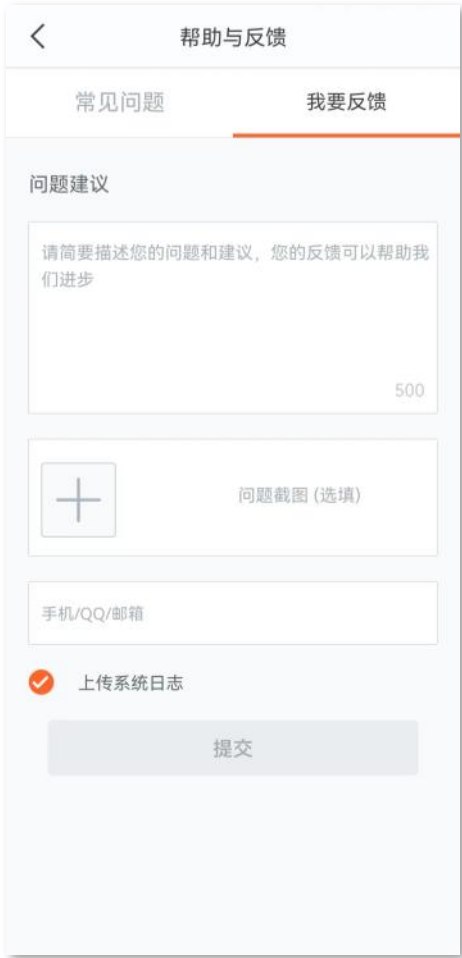 帮助与反馈
常见问题 我要反馈
问题建议
请简要描述您的问题和建议，您的反馈可以帮助我
们进步
500
问题截图 (选填)
手机/QQ/邮箱
上传系统日志
提交